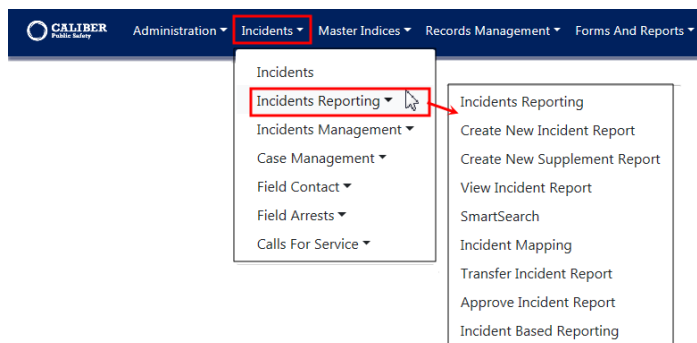 CALIBER
Public Safety
Administration Incidents Master Indices Records Management Forms And Reports
Incidents
Incidents Reporting
Incidents Management
Case Management
Field Contact
Field Arrests
Calls For Service
Incidents Reporting
Create New Incident Report
Create New Supplement Report
View Incident Report
SmartSearch
Incident Mapping
Transfer Incident Report
Approve Incident Report
Incident Based Reporting